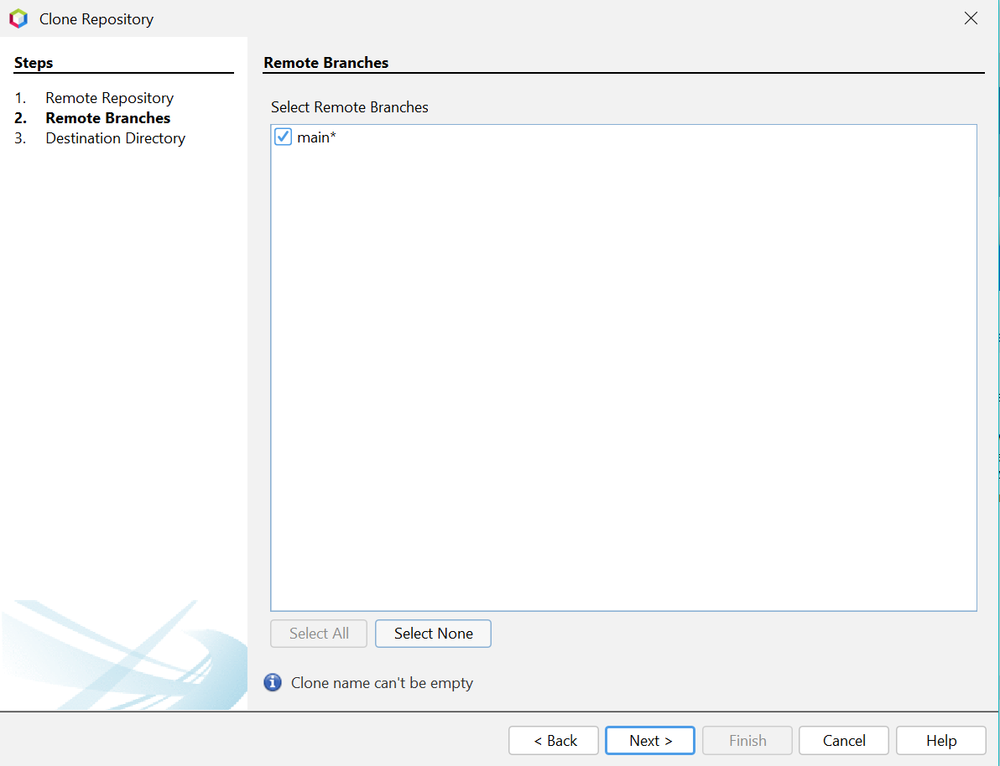 Clone Repository
Steps
1. Remote Repository
2. Remote Branches
3. Destination Directory
Remote Branches
Select Remote Branches
main*
Select All
Select None
Clone name can't be empty
< Back
Next >
Finish
Cancel
Help